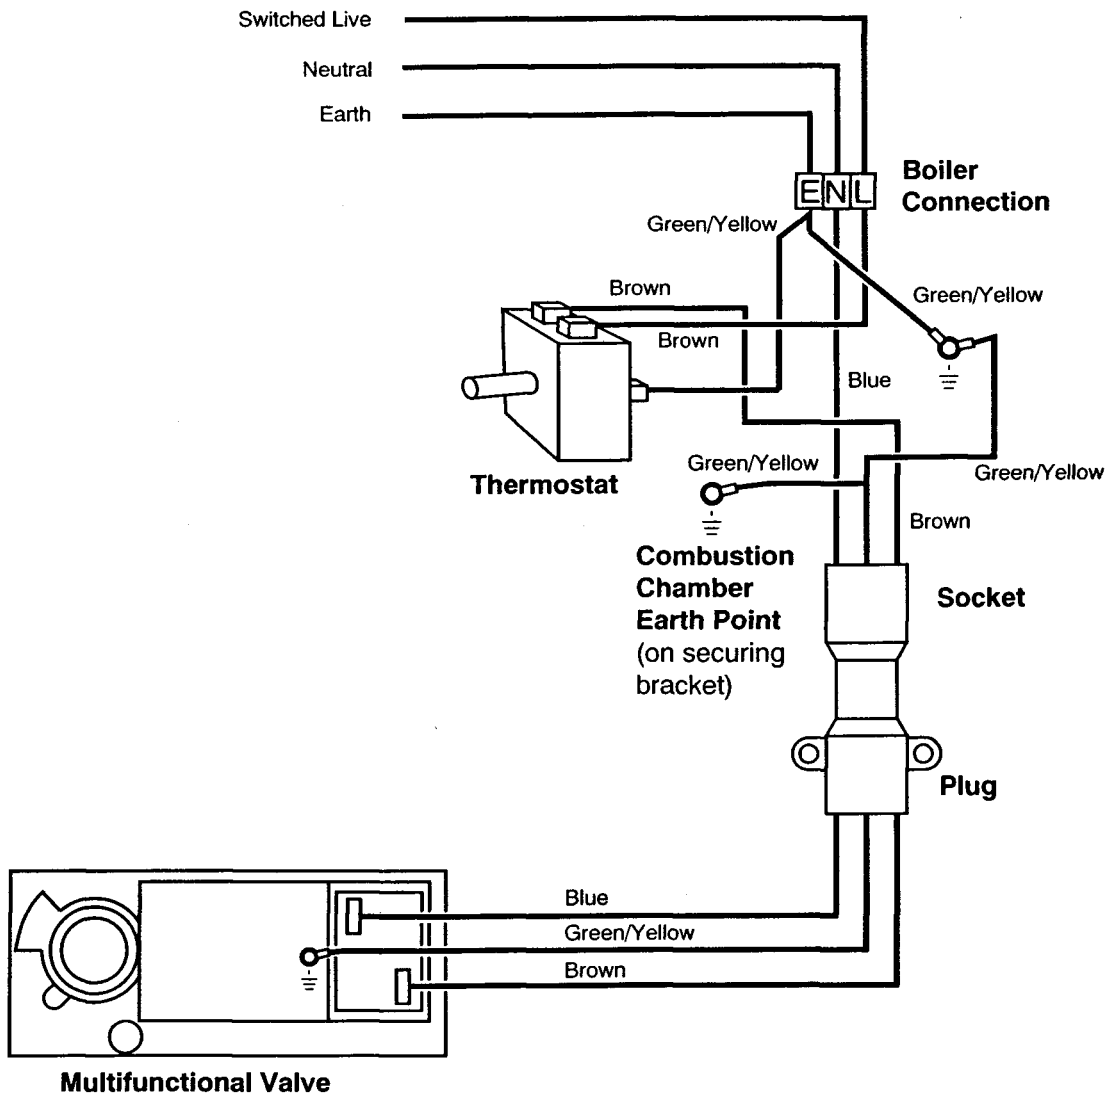 Switched Live
Neutral
Earth
Boiler
Connection
E N L
Green/Yellow
Brown
Green/Yellow
Brown
Blue
Green/Yellow
Green/Yellow
Thermostat
Brown
Combustion
Chamber
Earth Point
(on securing
bracket)
Socket
Plug
Blue
Green/Yellow
Brown
Multifunctional Valve